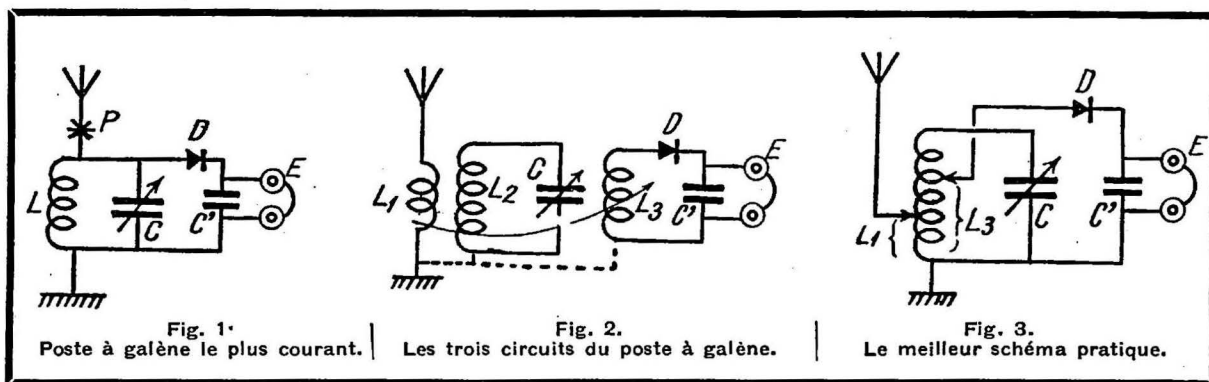 P
D
L
C
C'
E
Fig. 1.
Poste à galène le plus courant.
L1
L2
C
D
L3
C'
E
Fig. 2.
Les trois circuits du poste à galène.
D
E
L1
L3
C
C'
Fig. 3.
Le meilleur schéma pratique.